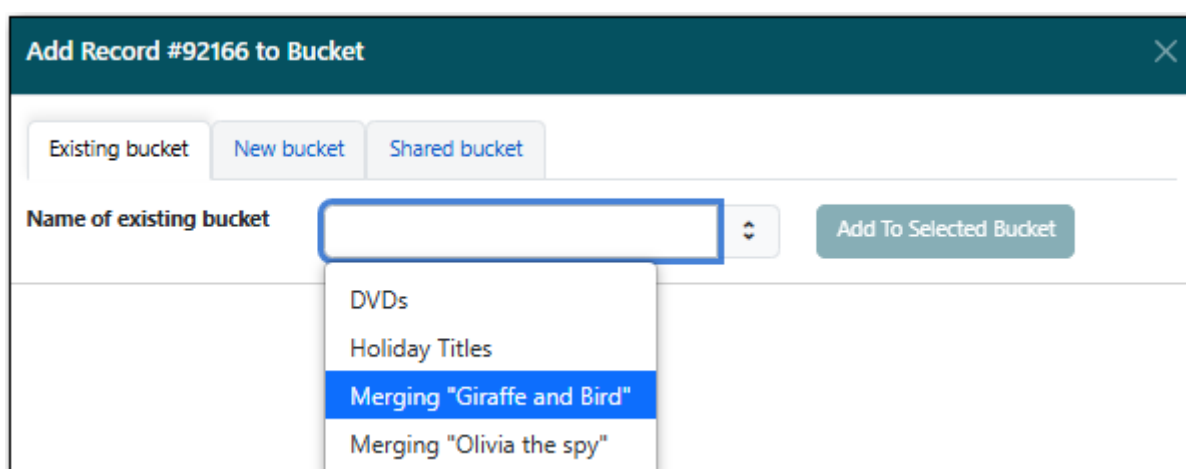 Add Record #92166 to Bucket
Existing bucket New bucket Shared bucket
Name of existing bucket Add To Selected Bucket
DVDs
Holiday Titles
Merging "Giraffe and Bird"
Merging "Olivia the spy"